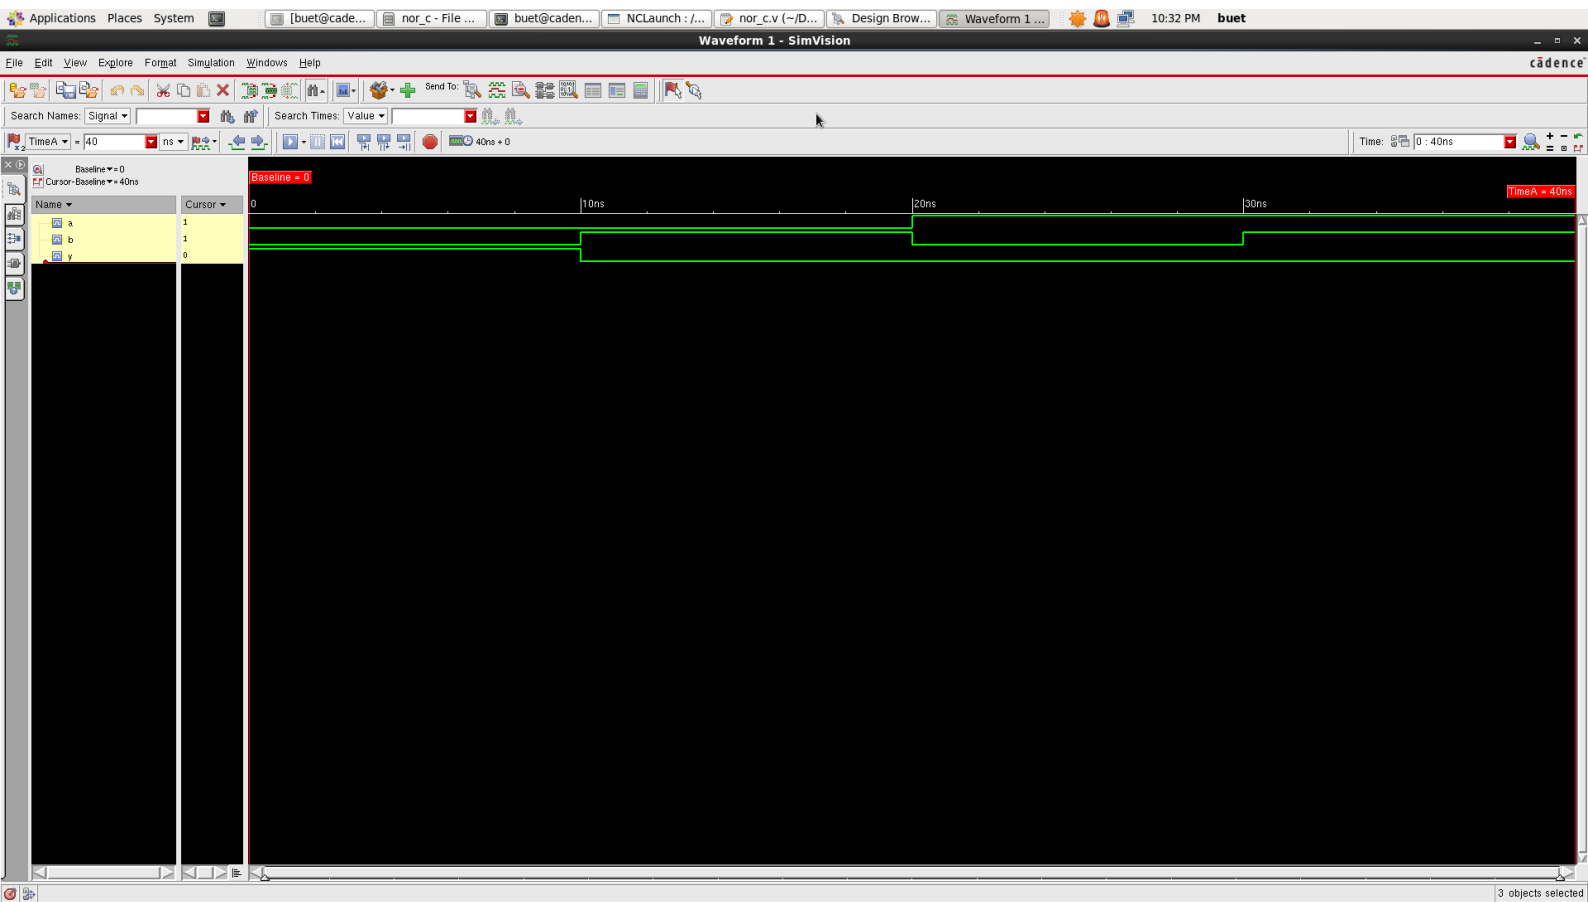 Applications Places System [buet@cade... nor_c - File ... buet@caden... NCLaunch : /... nor_c.v (~/D... Design Brow... Waveform 1 ... 10:32 PM buet
Waveform 1 - SimVision
File Edit View Explore Format Simulation Windows Help cādence
Send To:
Search Names: Signal Search Times: Value
TimeA = 40 ns 40ns + 0 Time: 0 : 40ns
Baseline = 0
Cursor-Baseline = 40ns
Baseline = 0
TimeA = 40ns
Name Cursor 0 10ns 20ns 30ns
a 1
b 1
y 0
3 objects selected